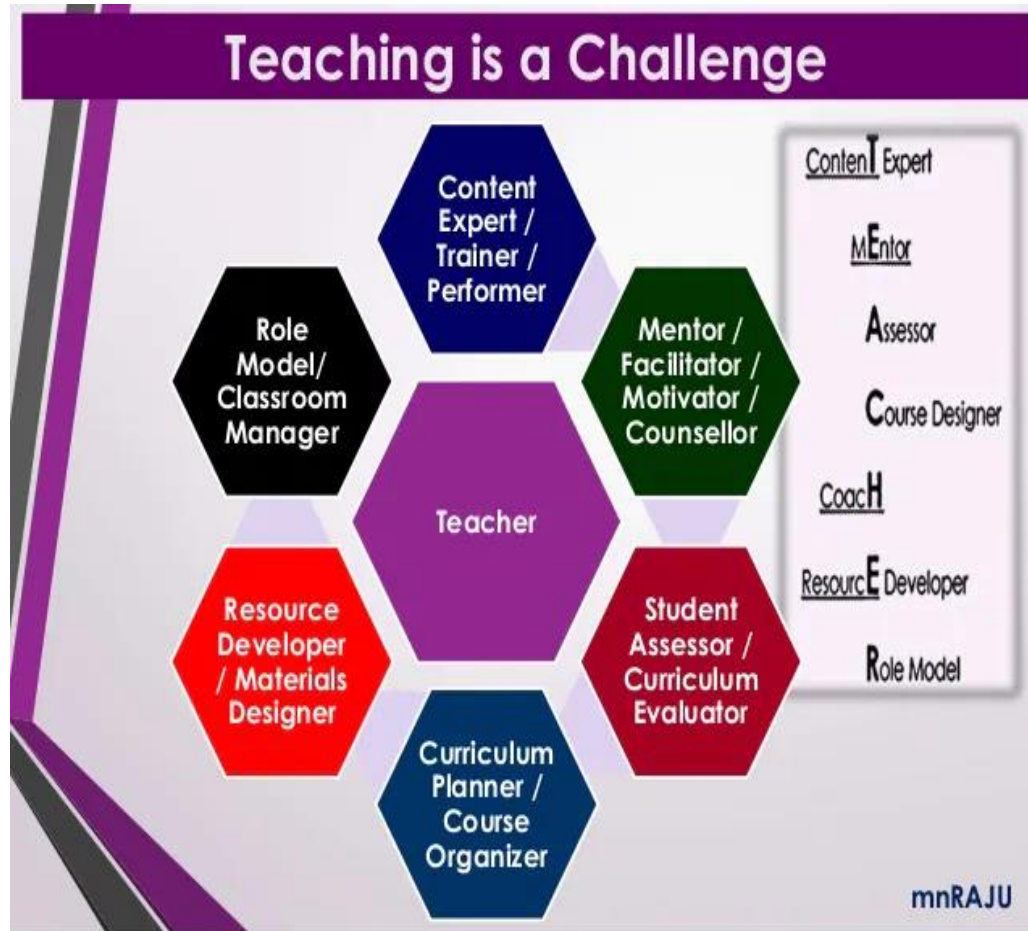 Teaching is a Challenge
Content
Expert /
Trainer /
Performer
Mentor /
Facilitator /
Motivator /
Counsellor
Student
Assessor /
Curriculum
Evaluator
Curriculum
Planner /
Course
Organizer
Resource
Developer
/ Materials
Designer
Role
Model/
Classroom
Manager
Teacher
ContenT Expert
MEntor
Assessor
Course Designer
CoacH
ResourcE Developer
Role Model
mnRAJU